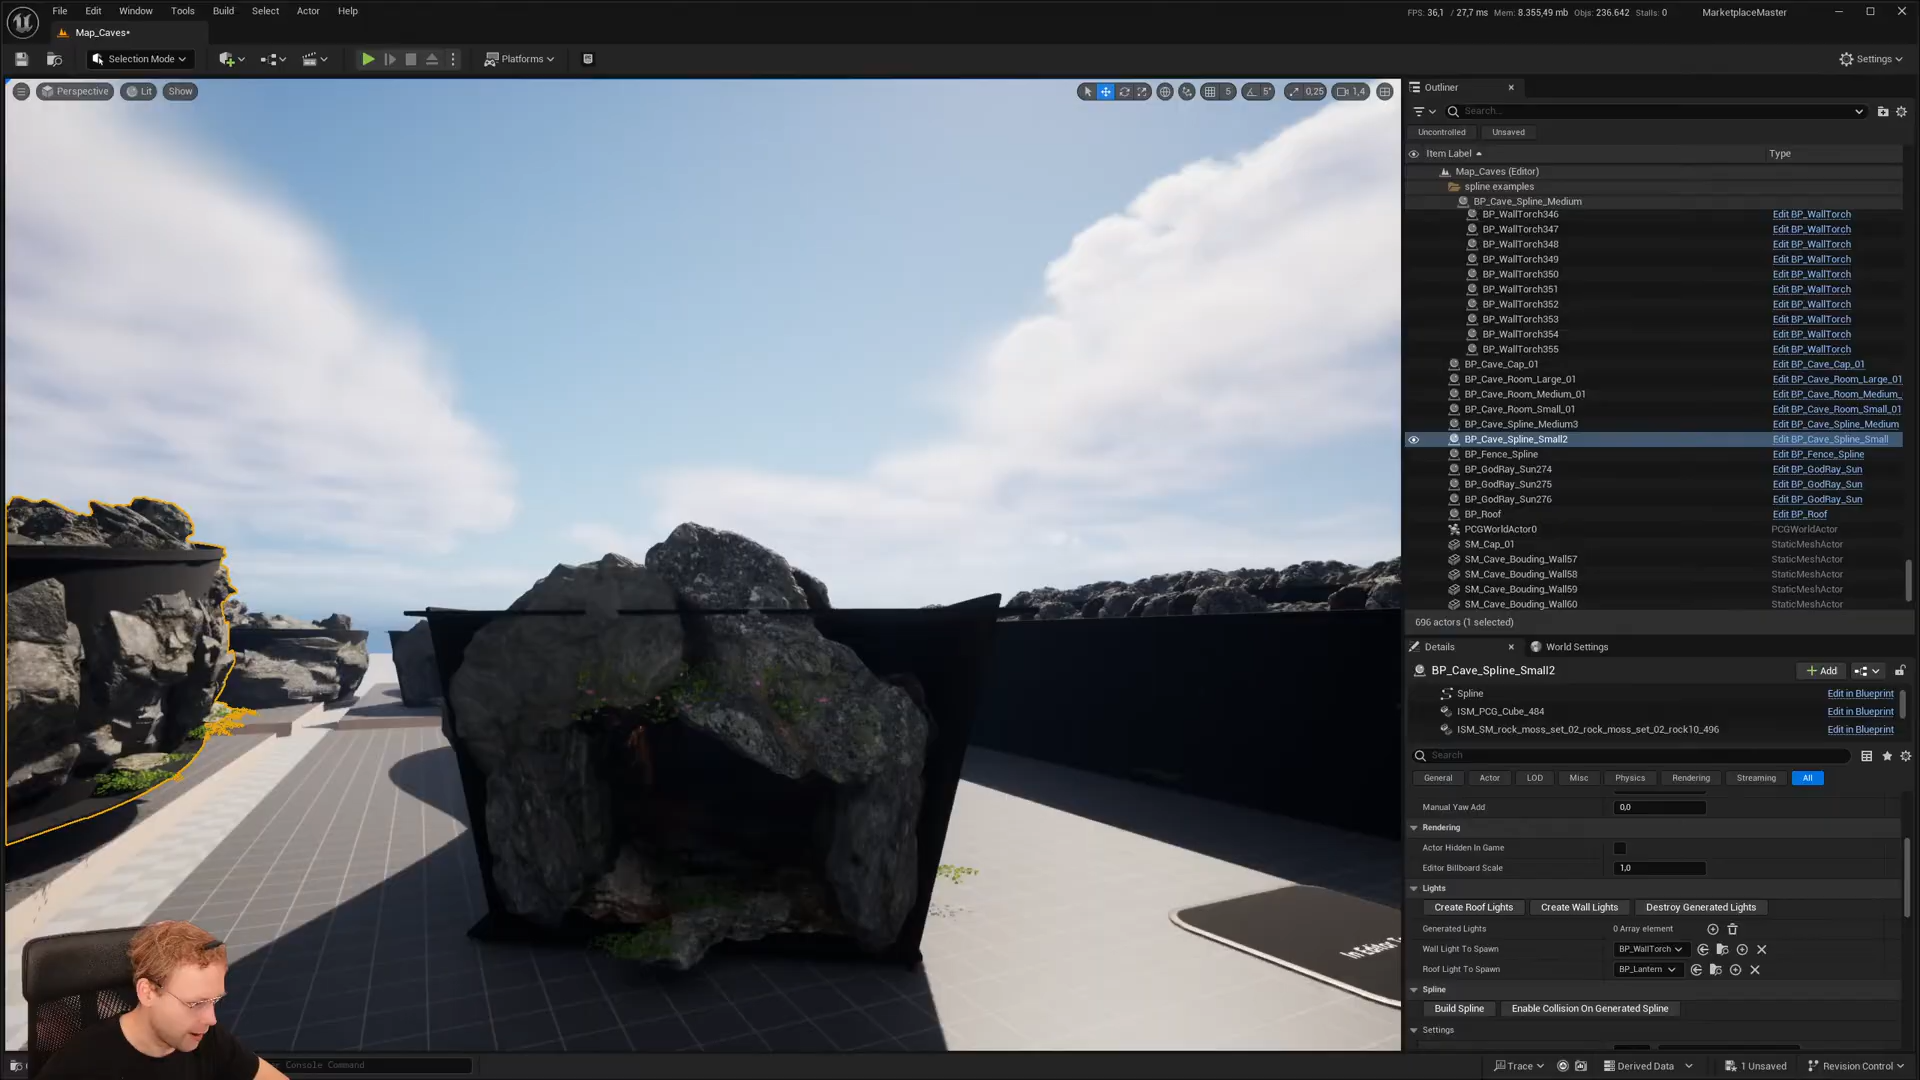 File Edit Window Tools Build Select Actor Help
FPS: 36,1 / 27,7 ms Mem: 8.355,49 mb Objs: 236.642 Stalls: 0 MarketplaceMaster
Map_Caves•
Selection Mode Platforms Settings
Perspective Lit Show 5 5° 0,25 1,4
Outliner
Search...
Uncontrolled Unsaved
Item Label Type
Map_Caves (Editor)
spline examples
BP_Cave_Spline_Medium
BP_WallTorch346 Edit BP_WallTorch
BP_WallTorch347 Edit BP_WallTorch
BP_WallTorch348 Edit BP_WallTorch
BP_WallTorch349 Edit BP_WallTorch
BP_WallTorch350 Edit BP_WallTorch
BP_WallTorch351 Edit BP_WallTorch
BP_WallTorch352 Edit BP_WallTorch
BP_WallTorch353 Edit BP_WallTorch
BP_WallTorch354 Edit BP_WallTorch
BP_WallTorch355 Edit BP_WallTorch
BP_Cave_Cap_01 Edit BP_Cave_Cap_01
BP_Cave_Room_Large_01 Edit BP_Cave_Room_Large_01
BP_Cave_Room_Medium_01 Edit BP_Cave_Room_Medium_
BP_Cave_Room_Small_01 Edit BP_Cave_Room_Small_01
BP_Cave_Spline_Medium3 Edit BP_Cave_Spline_Medium
BP_Cave_Spline_Small2 Edit BP_Cave_Spline_Small
BP_Fence_Spline Edit BP_Fence_Spline
BP_GodRay_Sun274 Edit BP_GodRay_Sun
BP_GodRay_Sun275 Edit BP_GodRay_Sun
BP_GodRay_Sun276 Edit BP_GodRay_Sun
BP_Roof Edit BP_Roof
PCGWorldActor0 PCGWorldActor
SM_Cap_01 StaticMeshActor
SM_Cave_Bouding_Wall57 StaticMeshActor
SM_Cave_Bouding_Wall58 StaticMeshActor
SM_Cave_Bouding_Wall59 StaticMeshActor
SM_Cave_Bouding_Wall60 StaticMeshActor
696 actors (1 selected)
Details World Settings
BP_Cave_Spline_Small2 Add
Spline Edit in Blueprint
ISM_PCG_Cube_484 Edit in Blueprint
ISM_SM_rock_moss_set_02_rock_moss_set_02_rock10_496 Edit in Blueprint
Search
General Actor LOD Misc Physics Rendering Streaming All
Manual Yaw Add 0,0
Rendering
Actor Hidden In Game
Editor Billboard Scale 1,0
Lights
Create Roof Lights Create Wall Lights Destroy Generated Lights
Generated Lights 0 Array element
Wall Light To Spawn BP_WallTorch
Roof Light To Spawn BP_Lantern
Spline
Build Spline Enable Collision On Generated Spline
Settings
In Editor
Console Command
Trace Derived Data 1 Unsaved Revision Control